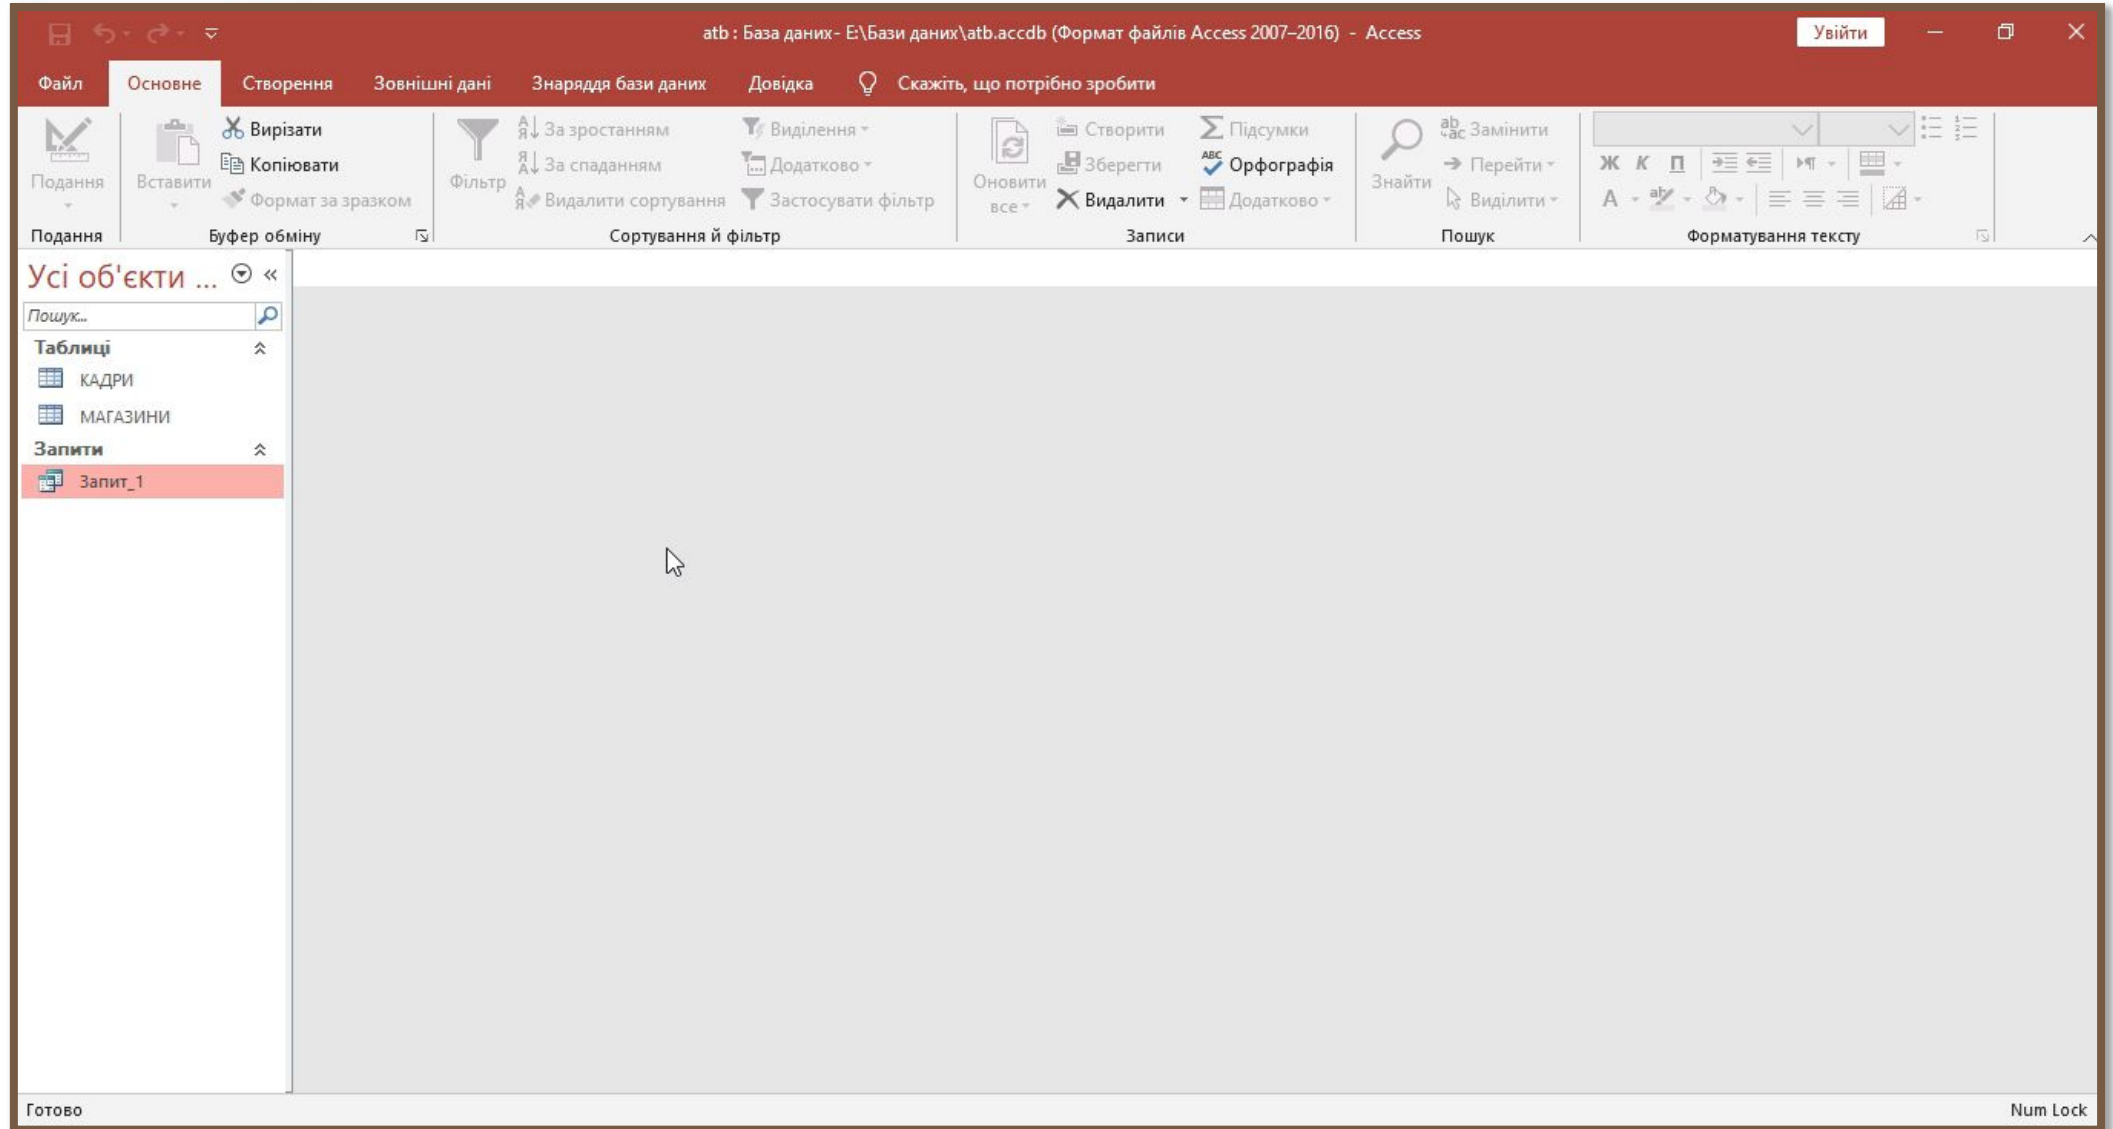 atb : База даних- E:\Бази даних\atb.accdb (Формат файлів Access 2007–2016) - Access
Увійти
Файл Основне Створення Зовнішні дані Знаряддя бази даних Довідка Скажіть, що потрібно зробити
Подання
Вставити
Вирізати
Копіювати
Формат за зразком
Фільтр
За зростанням
За спаданням
Видалити сортування
Виділення
Додатково
Застосувати фільтр
Оновити
все
Створити
Зберегти
Видалити
Підсумки
Орфографія
Додатково
Знайти
Замінити
Перейти
Виділити
Ж К П
А
Подання Буфер обміну Сортування й фільтр Записи Пошук Форматування тексту
Усі об'єкти ...
Пошук...
Таблиці
КАДРИ
МАГАЗИНИ
Запити
Запит_1
Готово
Num Lock